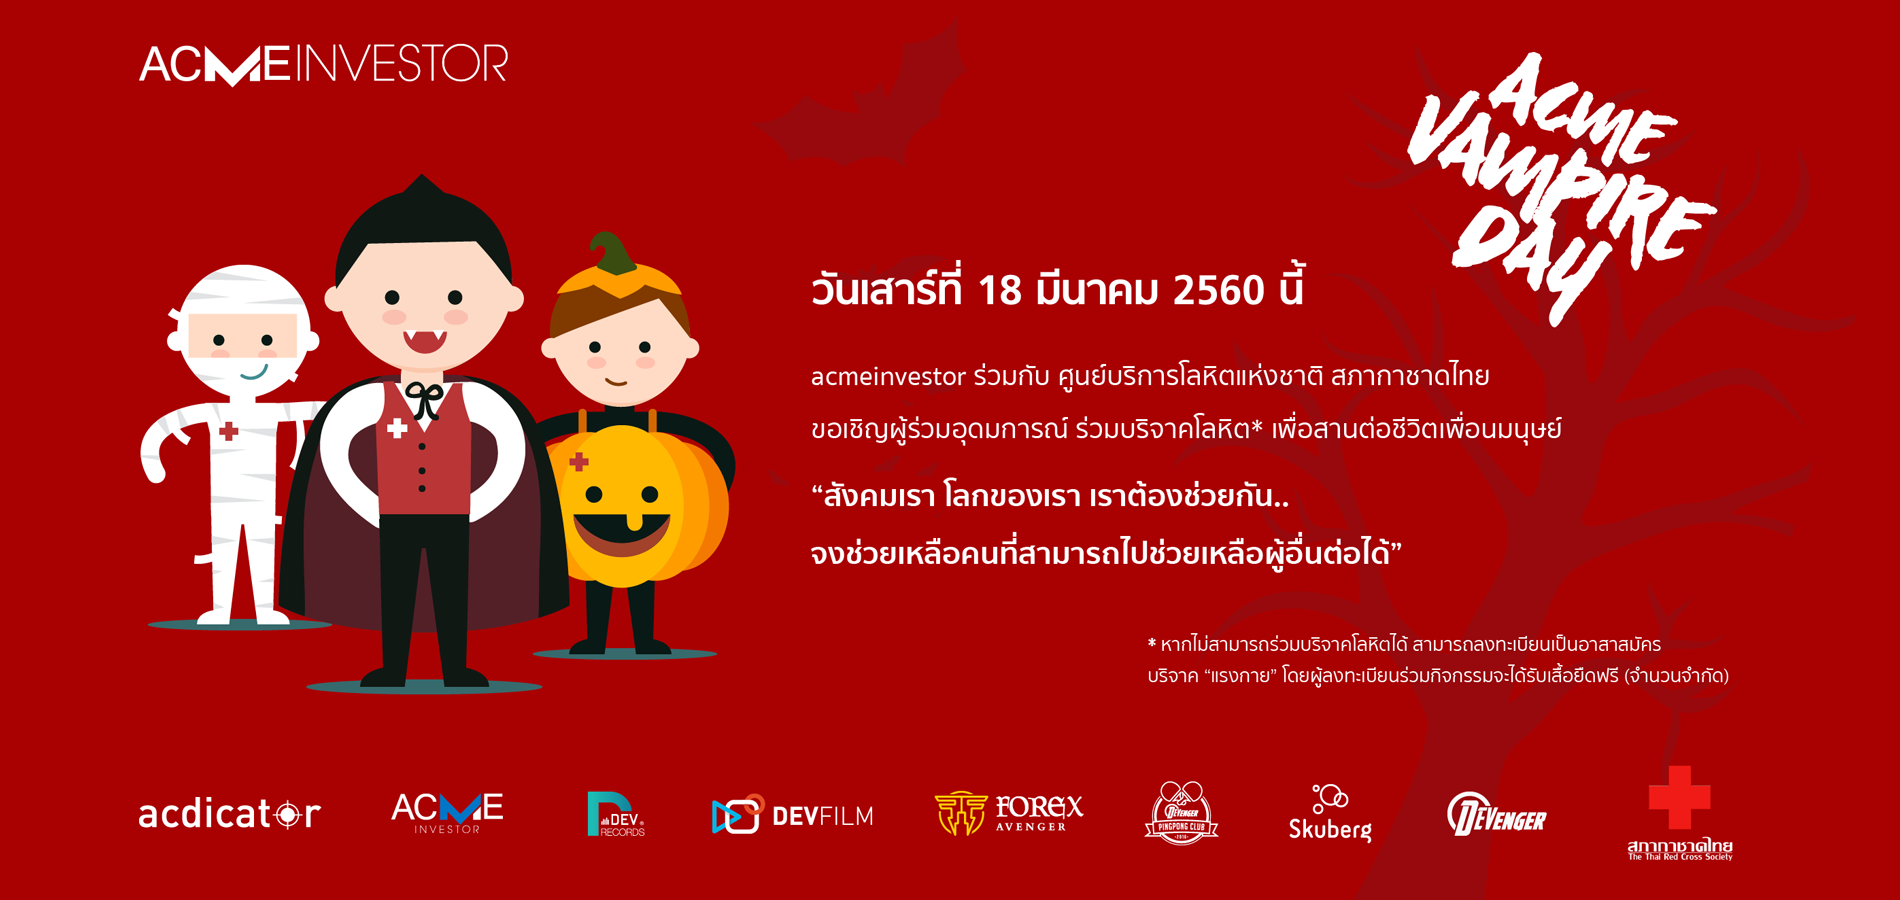 ACMEINVESTOR
ACME
VAMPIRE
DAY
วันเสาร์ที่ 18 มีนาคม 2560 นี้
acmeinvestor ร่วมกับ ศูนย์บริการโลหิตแห่งชาติ สภากาชาดไทย
ขอเชิญผู้ร่วมอุดมการณ์ ร่วมบริจาคโลหิต* เพื่อสานต่อชีวิตเพื่อนมนุษย์
“สังคมเรา โลกของเรา เราต้องช่วยกัน..
จงช่วยเหลือคนที่สามารถไปช่วยเหลือผู้อื่นต่อได้”
* หากไม่สามารถร่วมบริจาคโลหิตได้ สามารถลงทะเบียนเป็นอาสาสมัคร
บริจาค “แรงกาย” โดยผู้ลงทะเบียนร่วมกิจกรรมจะได้รับเสื้อยืดฟรี (จำนวนจำกัด)
acdicator
ACME
INVESTOR
DEV
RECORDS
DEVFILM
FOREX
AVENGER
DEVENGER
PINGPONG CLUB
2016
Skuberg
DEVENGER
สภากาชาดไทย
The Thai Red Cross Society